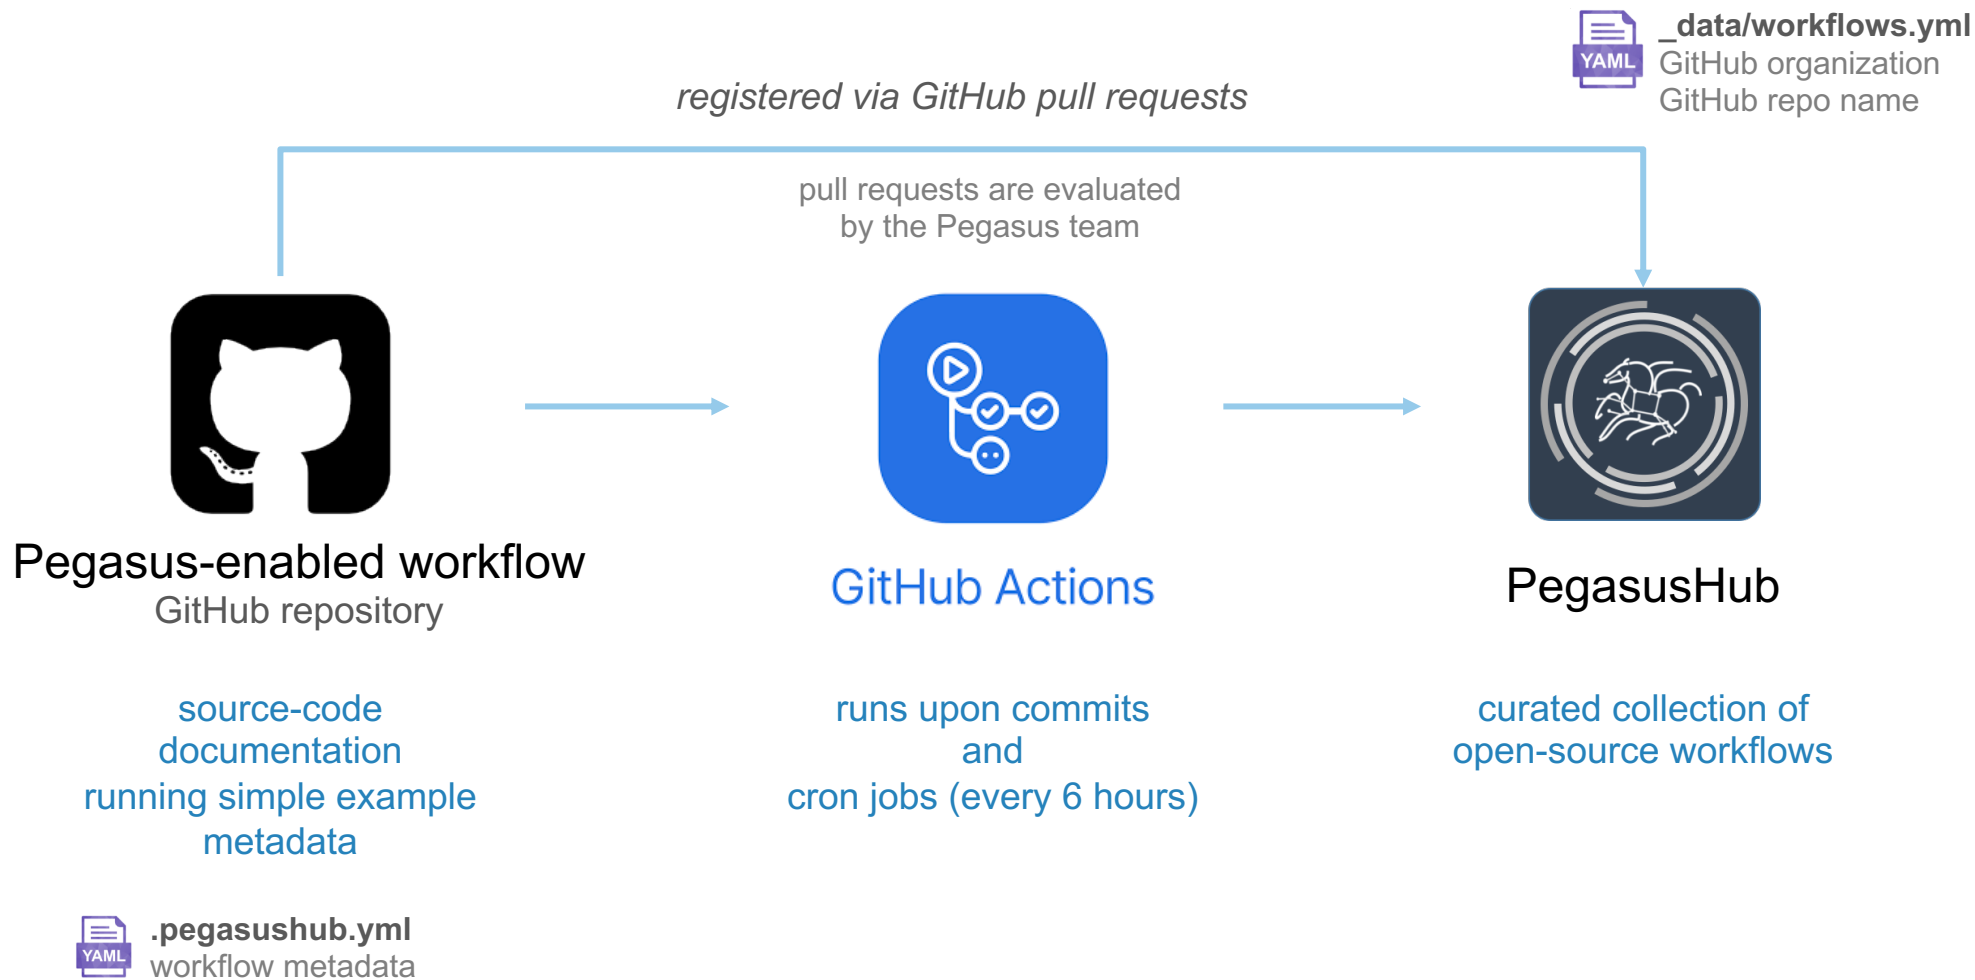 _data/workflows.yml
YAML
GitHub organization
GitHub repo name
registered via GitHub pull requests
pull requests are evaluated
by the Pegasus team
Pegasus-enabled workflow
GitHub repository
GitHub Actions
PegasusHub
source-code
documentation
running simple example
metadata
runs upon commits
and
cron jobs (every 6 hours)
curated collection of
open-source workflows
.pegasushub.yml
YAML
workflow metadata